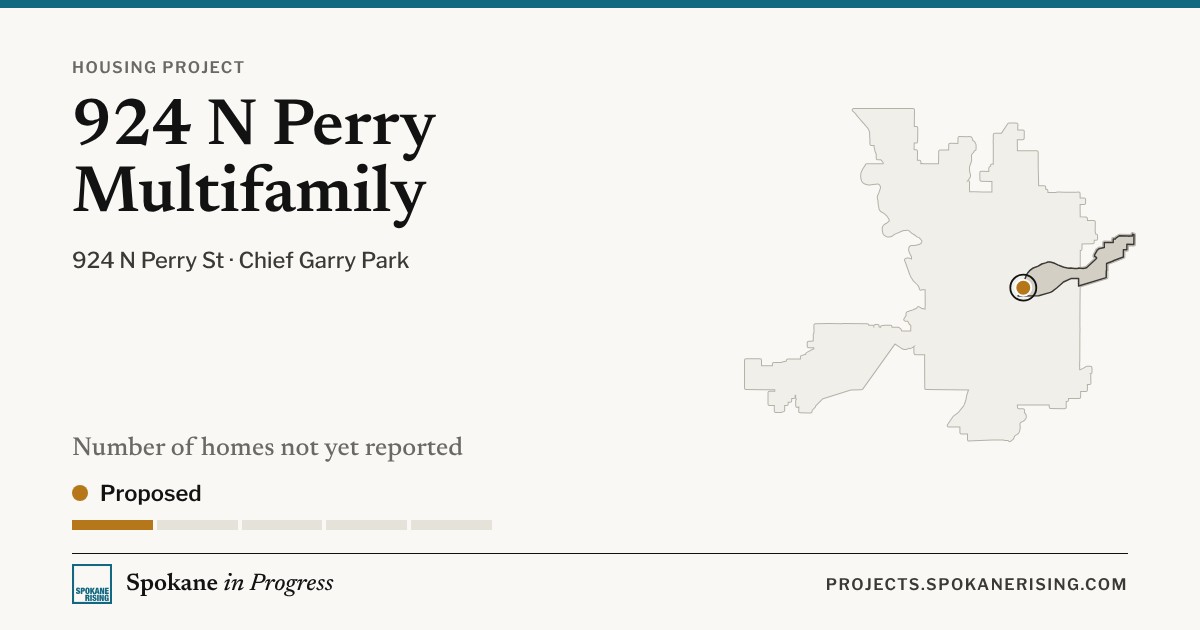 HOUSING PROJECT
924 N Perry
Multifamily
924 N Perry St · Chief Garry Park
Number of homes not yet reported
Proposed
SPOKANE
RISING
Spokane in Progress
PROJECTS.SPOKANERISING.COM